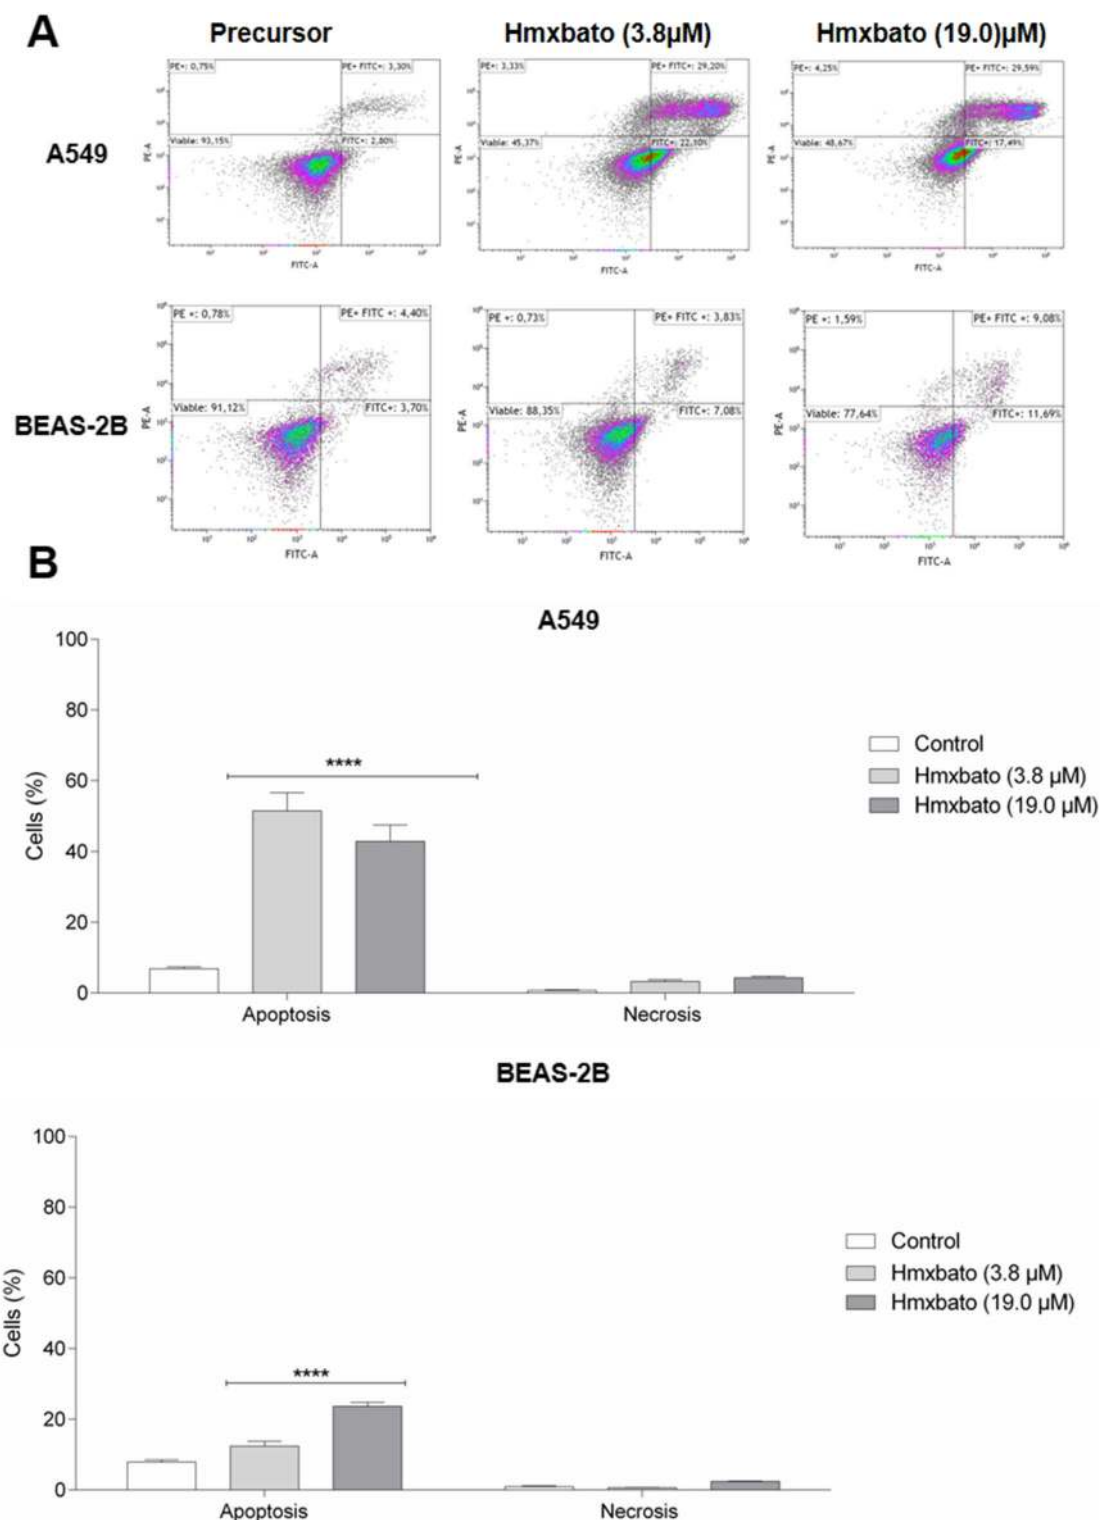 A
Precursor
Hmxbato (3.8µM)
Hmxbato (19.0)µM)
A549
PE+: 0,75%
PE+ FITC+: 3,30%
Viable: 93,15%
FITC+: 2,80%
PE-A
FITC-A
PE+: 3,33%
PE+ FITC+: 29,20%
Viable: 45,37%
FITC+: 22,10%
PE-A
FITC-A
PE+: 4,25%
PE+ FITC+: 29,59%
Viable: 48,67%
FITC+: 17,49%
PE-A
FITC-A
BEAS-2B
PE +: 0,78%
PE+ FITC +: 4,40%
Viable: 91,12%
FITC+: 3,70%
PE-A
FITC-A
PE +: 0,73%
PE+ FITC +: 3,83%
Viable: 88,35%
FITC+: 7,08%
PE-A
FITC-A
PE +: 1,59%
PE+ FITC +: 9,08%
Viable: 77,64%
FITC+: 11,69%
PE-A
FITC-A
B
A549
Cells (%)
100
80
60
40
20
0
****
Apoptosis
Necrosis
Control
Hmxbato (3.8 µM)
Hmxbato (19.0 µM)
BEAS-2B
Cells (%)
100
80
60
40
20
0
****
Apoptosis
Necrosis
Control
Hmxbato (3.8 µM)
Hmxbato (19.0 µM)